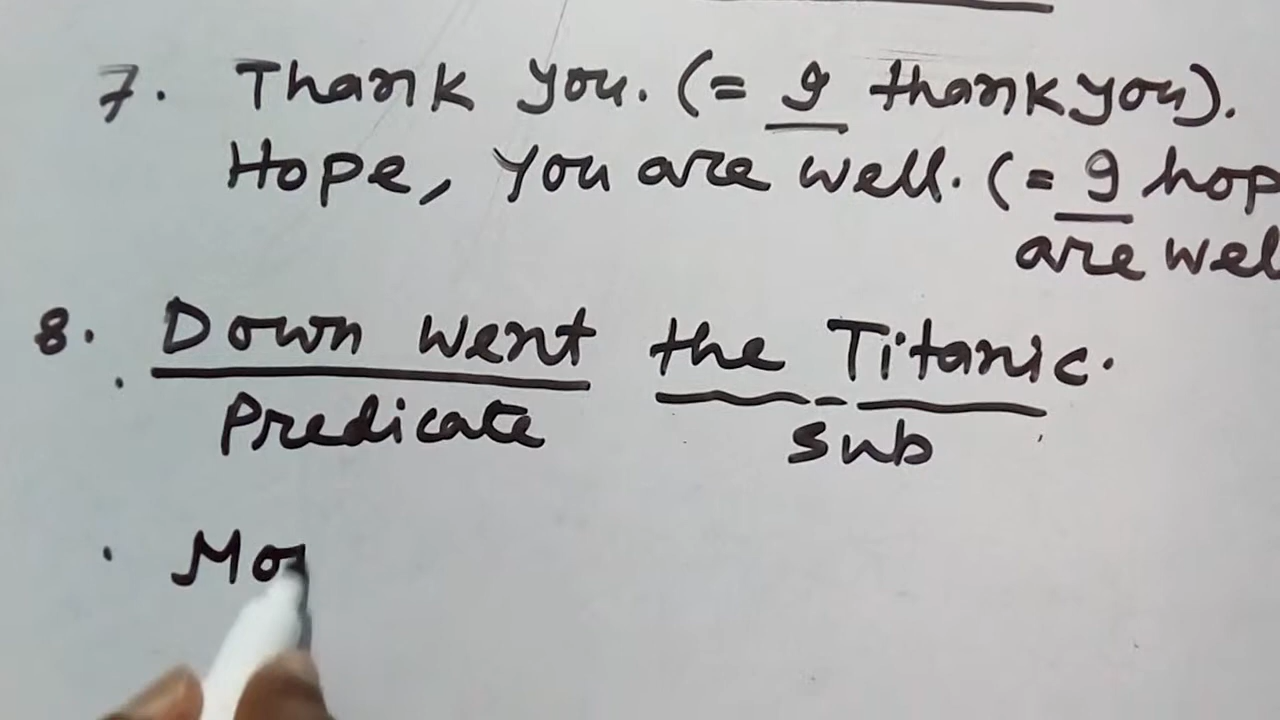 7. Thank you. (= I thank you).
Hope, you are well. (= I hop
are wel
8. Down went the Titanic.
Predicate sub
. Mo